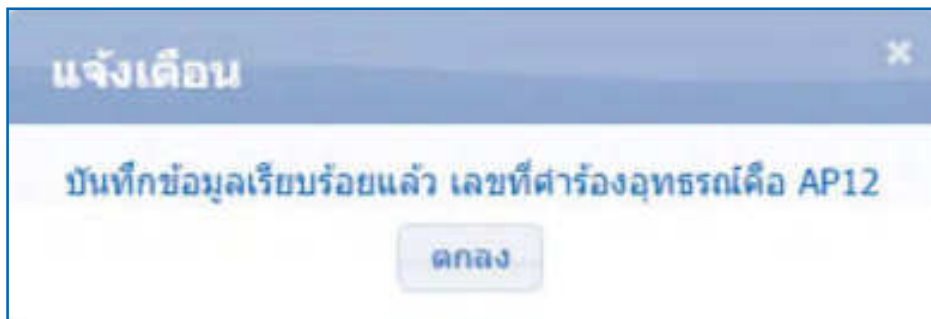 แจ้งเตือน
บันทึกข้อมูลเรียบร้อยแล้ว เลขที่คำร้องอุทธรณ์คือ AP12
ตกลง